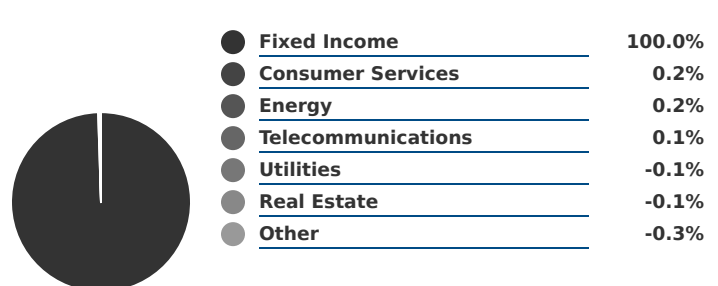 Fixed Income 100.0%
Consumer Services 0.2%
Energy 0.2%
Telecommunications 0.1%
Utilities -0.1%
Real Estate -0.1%
Other -0.3%